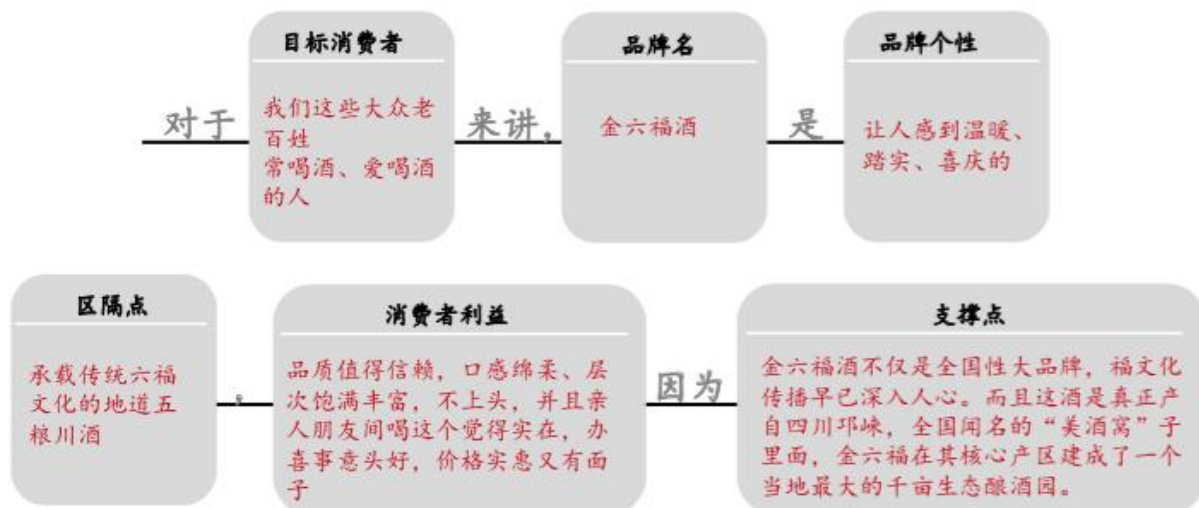 对于
目标消费者
我们这些大众老
百姓
常喝酒、爱喝酒
的人
来讲，
品牌名
金六福酒
是
品牌个性
让人感到温暖、
踏实、喜庆的
区隔点
承载传统六福
文化的地道五
粮川酒
，
消费者利益
品质值得信赖，口感绵柔、层
次饱满丰富，不上头，并且亲
人朋友间喝这个觉得实在，办
喜事意头好，价格实惠又有面
子
因为
支撑点
金六福酒不仅是全国性大品牌，福文化
传播早已深入人心。而且这酒是真正产
自四川邛崃，全国闻名的“美酒窝”子
里面，金六福在其核心产区建成了一个
当地最大的千亩生态酿酒园。